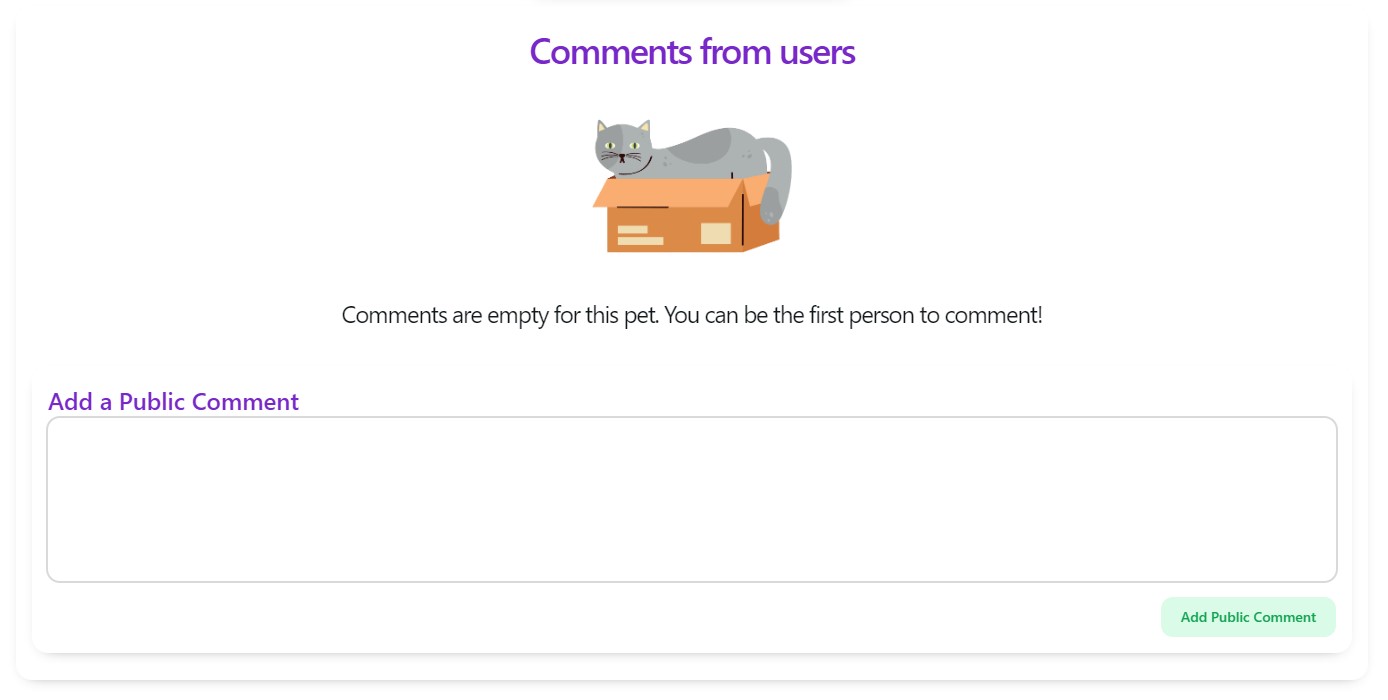 Comments from users
Comments are empty for this pet. You can be the first person to comment!
Add a Public Comment
Add Public Comment